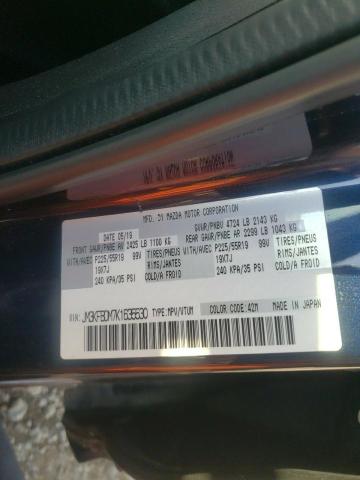 MFD. BY MAZDA MOTOR CORPORATION
DATE 05/19 GVWR/PNBV 4724 LB 2143 KG
FRONT GAWR/PNBE AV 2425 LB 1100 KG REAR GAWR/PNBE AR 2299 LB 1043 KG
WITH/AVEC P225/55R19 99V TIRES/PNEUS WITH/AVEC P225/55R19 99V TIRES/PNEUS
19X7J RIMS/JANTES 19X7J RIMS/JANTES
240 KPA/35 PSI COLD/A FROID 240 KPA/35 PSI COLD/A FROID
VIN: TYPE:MPV/VTUM COLOR CODE:42M MADE IN JAPAN